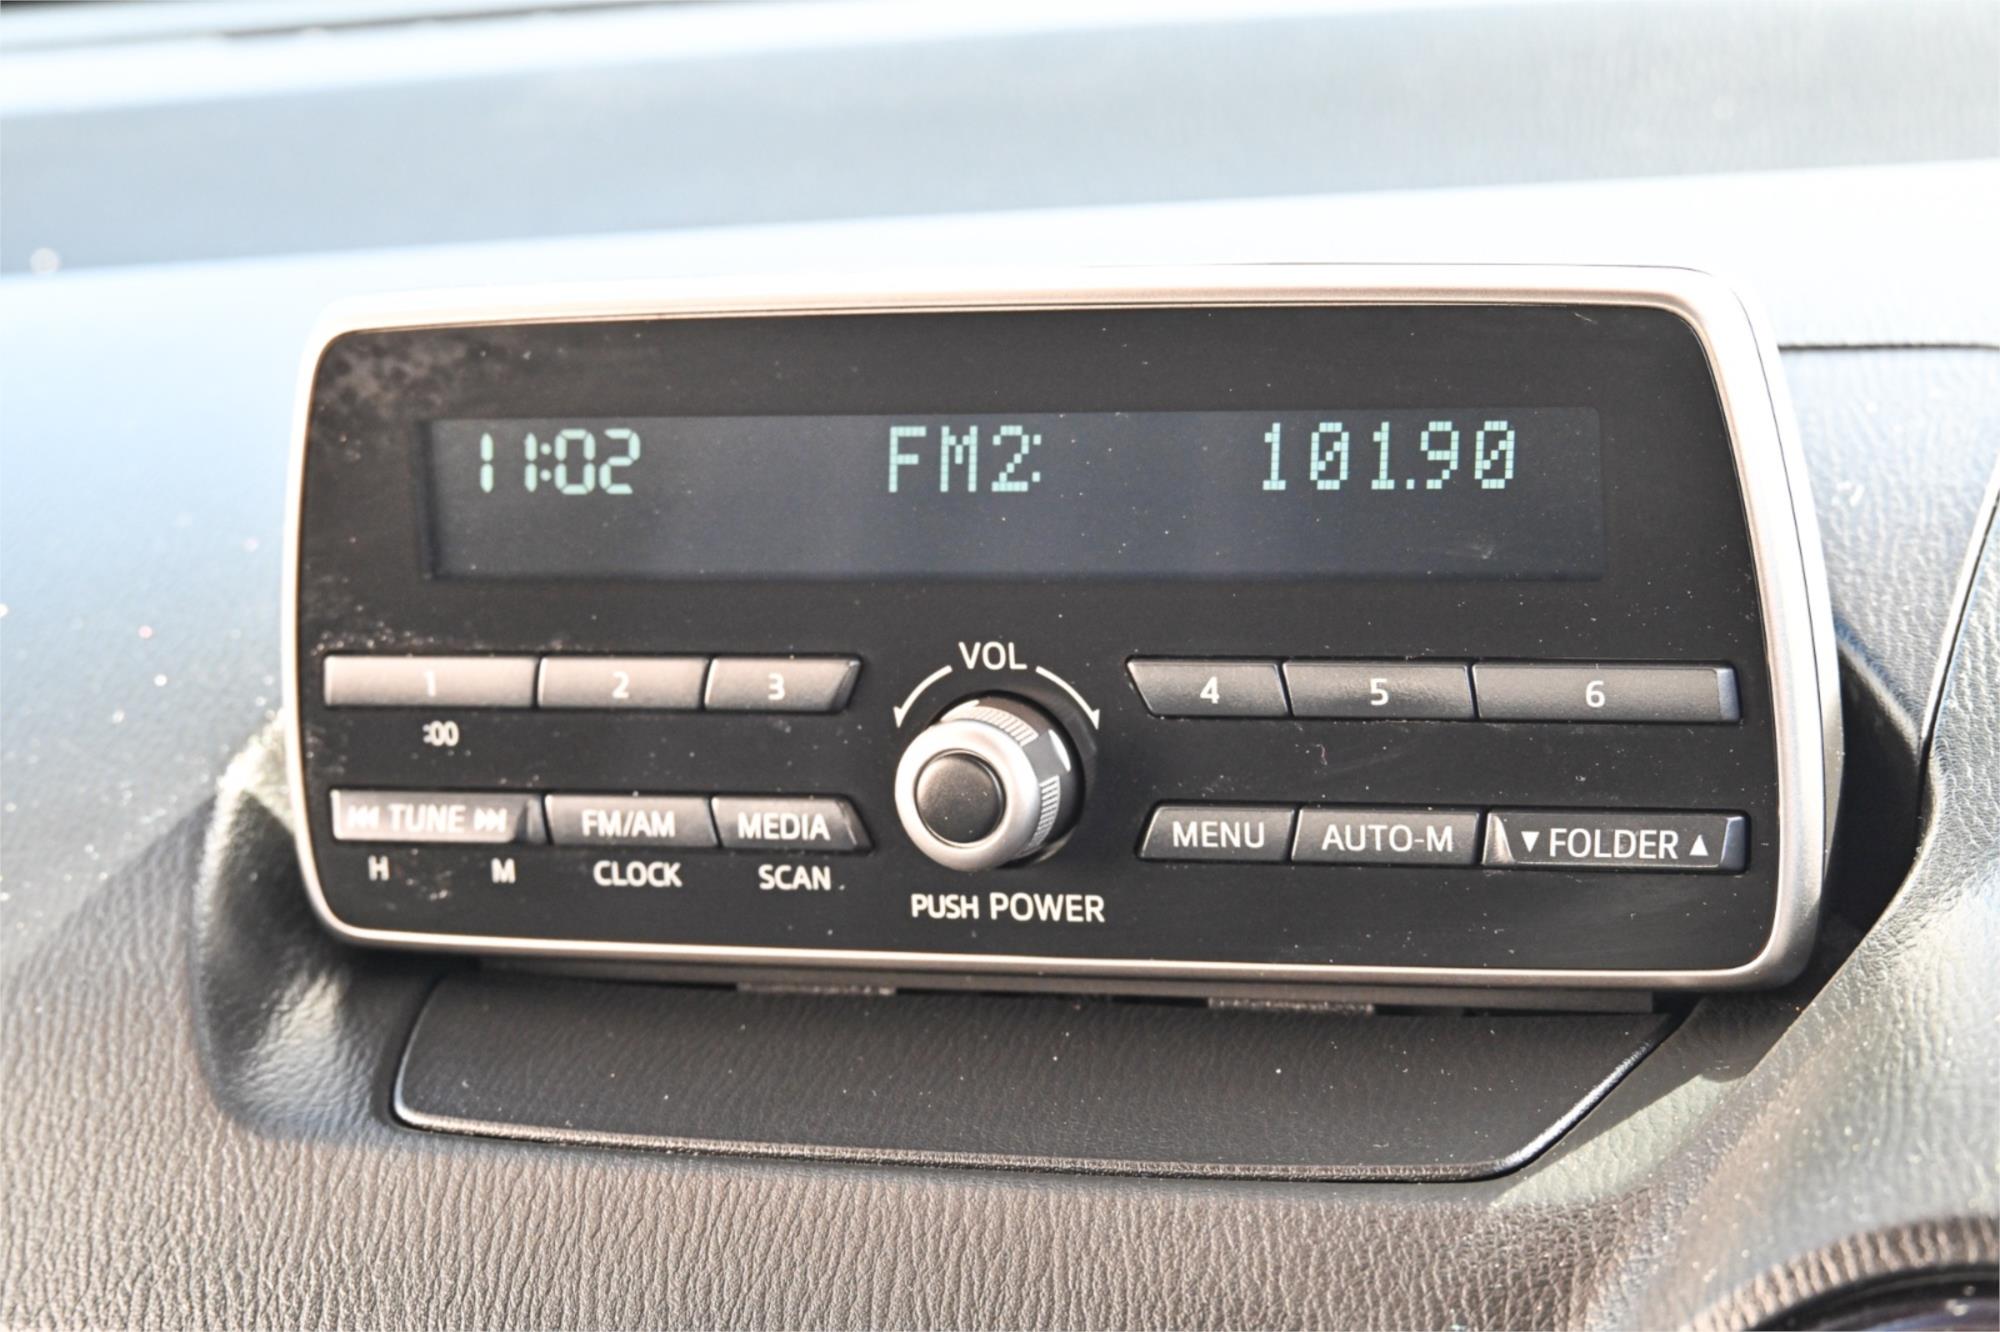 11:02 FM2: 101.90
VOL
1 2 3 4 5 6
:00
⏮ TUNE ⏭ FM/AM MEDIA MENU AUTO-M ▼ FOLDER ▲
H M CLOCK SCAN
PUSH POWER